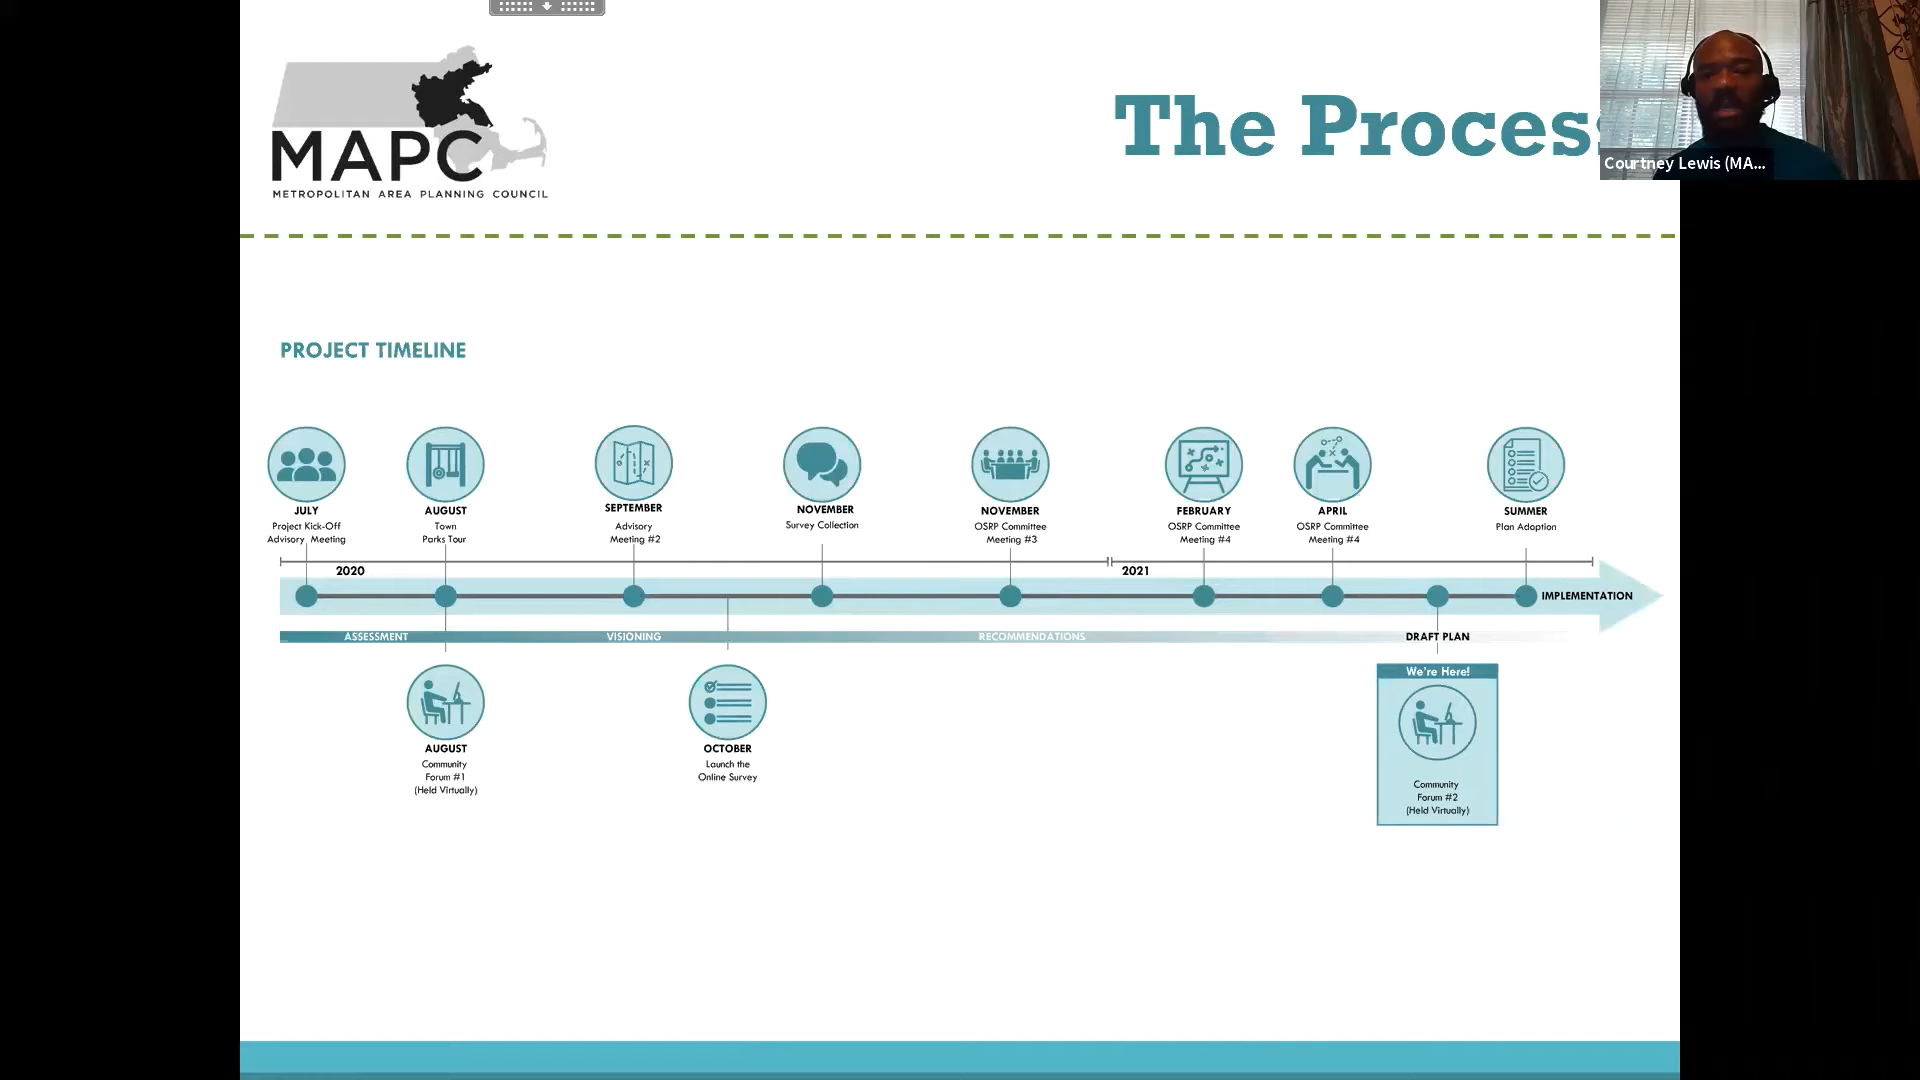 MAPC
METROPOLITAN AREA PLANNING COUNCIL
The Proces
Courtney Lewis (MA...
PROJECT TIMELINE
JULY
Project Kick-Off
Advisory Meeting
AUGUST
Town
Parks Tour
SEPTEMBER
Advisory
Meeting #2
NOVEMBER
Survey Collection
NOVEMBER
OSRP Committee
Meeting #3
FEBRUARY
OSRP Committee
Meeting #4
APRIL
OSRP Committee
Meeting #4
SUMMER
Plan Adoption
2020
2021
IMPLEMENTATION
ASSESSMENT
VISIONING
RECOMMENDATIONS
DRAFT PLAN
AUGUST
Community
Forum #1
(Held Virtually)
OCTOBER
Launch the
Online Survey
We're Here!
Community
Forum #2
(Held Virtually)